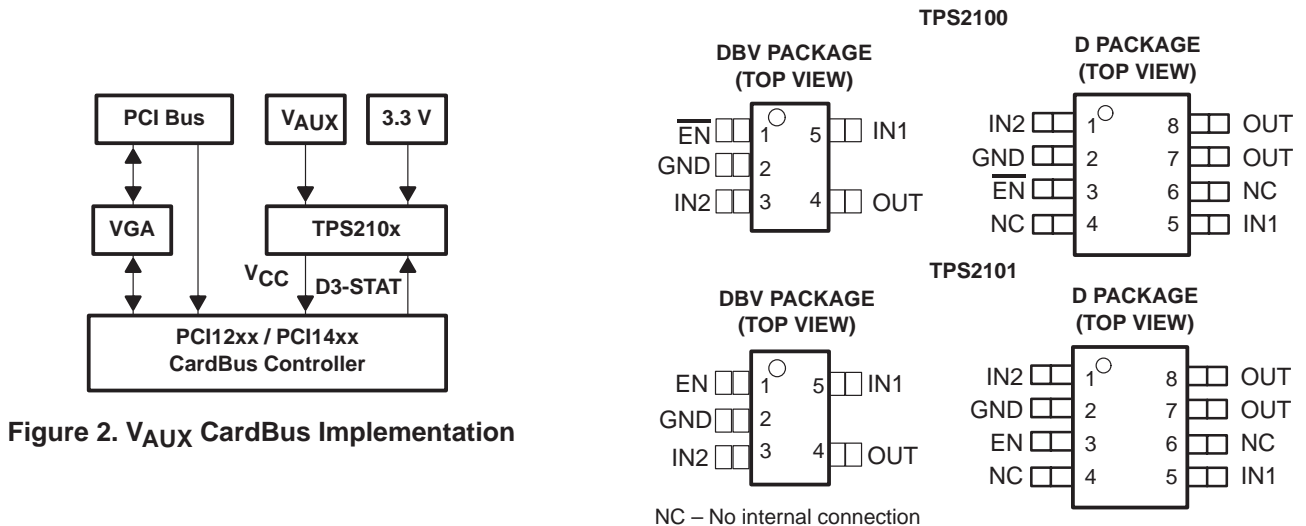 PCI Bus
VAUX
3.3 V
VGA
TPS210x
VCC
D3-STAT
PCI12xx / PCI14xx
CardBus Controller
Figure 2. VAUX CardBus Implementation
TPS2100
DBV PACKAGE
(TOP VIEW)
EN 1 5 IN1
GND 2
IN2 3 4 OUT
D PACKAGE
(TOP VIEW)
IN2 1 8 OUT
GND 2 7 OUT
EN 3 6 NC
NC 4 5 IN1
TPS2101
DBV PACKAGE
(TOP VIEW)
EN 1 5 IN1
GND 2
IN2 3 4 OUT
D PACKAGE
(TOP VIEW)
IN2 1 8 OUT
GND 2 7 OUT
EN 3 6 NC
NC 4 5 IN1
NC – No internal connection